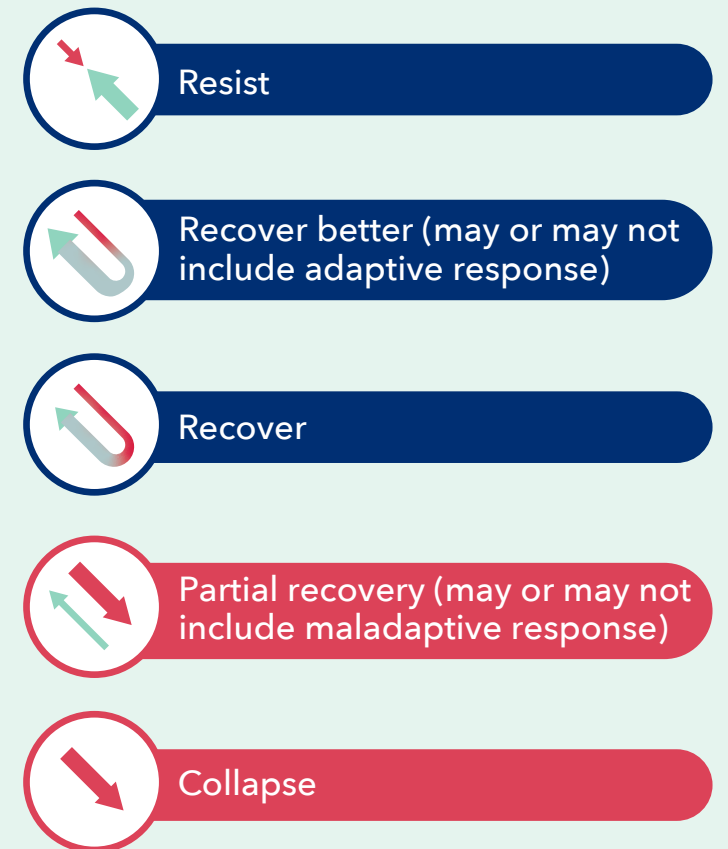 Resist
Recover better (may or may not
include adaptive response)
Recover
Partial recovery (may or may not
include maladaptive response)
Collapse